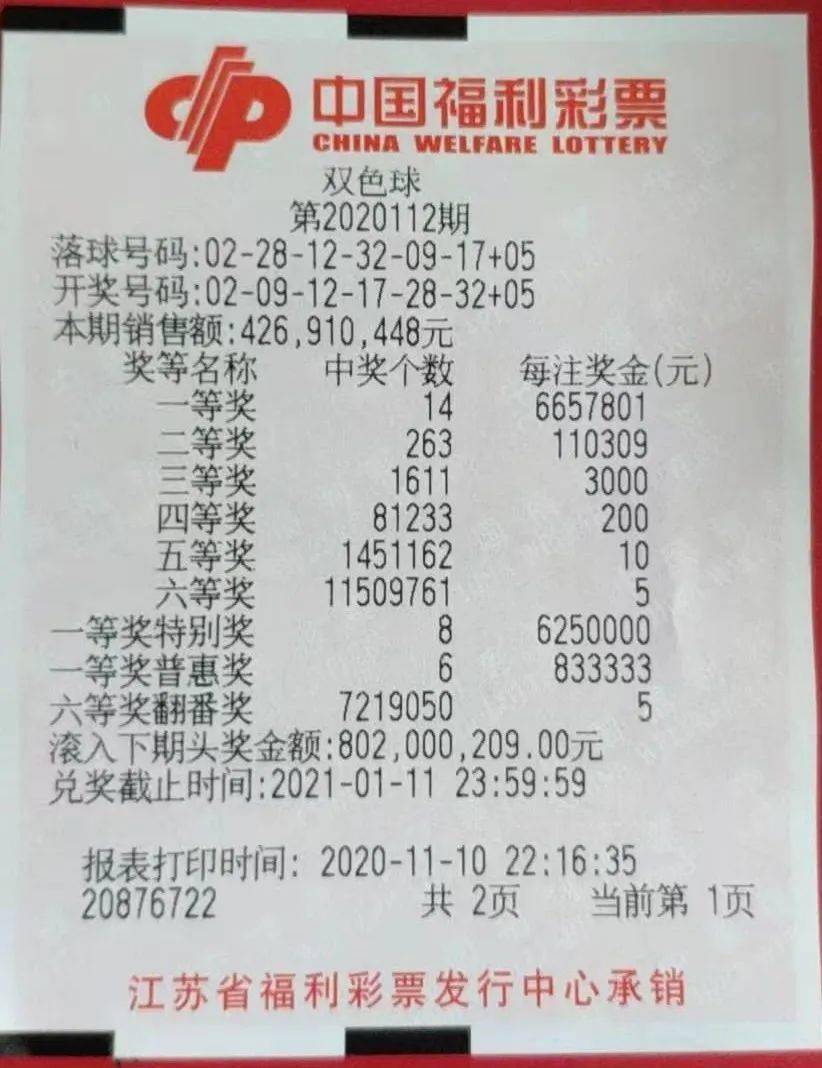 中国福利彩票
CHINA WELFARE LOTTERY
双色球
第2020112期
落球号码:02-28-12-32-09-17+05
开奖号码:02-09-12-17-28-32+05
本期销售额:426,910,448元
奖等名称 中奖个数 每注奖金(元)
一等奖 14 6657801
二等奖 263 110309
三等奖 1611 3000
四等奖 81233 200
五等奖 1451162 10
六等奖 11509761 5
一等奖特别奖 8 6250000
一等奖普惠奖 6 833333
六等奖翻番奖 7219050 5
滚入下期头奖金额:802,000,209.00元
兑奖截止时间:2021-01-11 23:59:59
报表打印时间: 2020-11-10 22:16:35
20876722 共 2页 当前第 1页
江苏省福利彩票发行中心承销